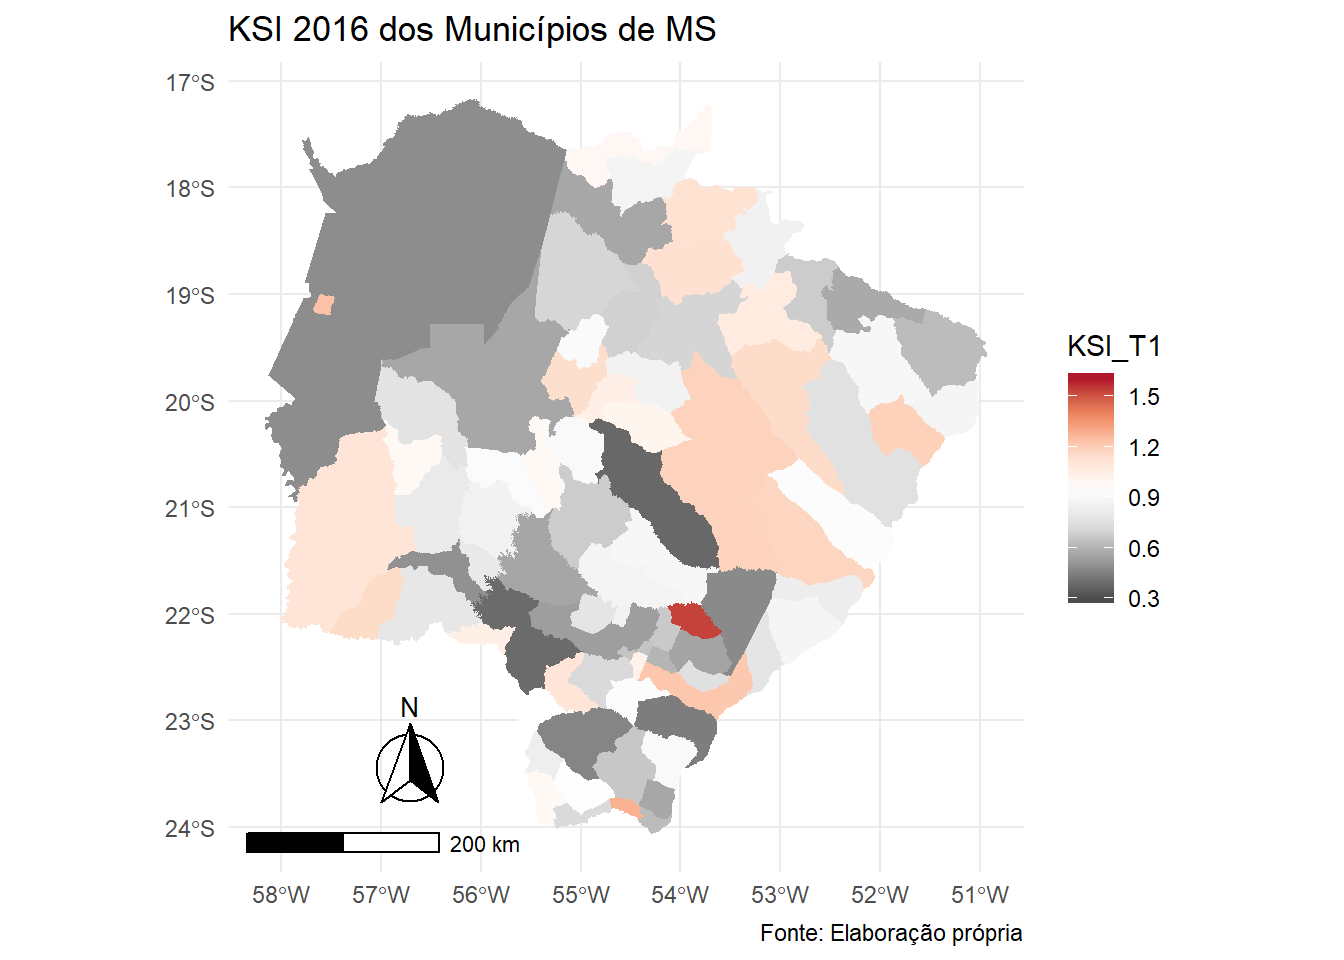 KSI 2016 dos Municípios de MS
17°S
18°S
19°S
20°S
21°S
22°S
23°S
24°S
N
200 km
58°W 57°W 56°W 55°W 54°W 53°W 52°W 51°W
KSI_T1
1.5
1.2
0.9
0.6
0.3
Fonte: Elaboração própria